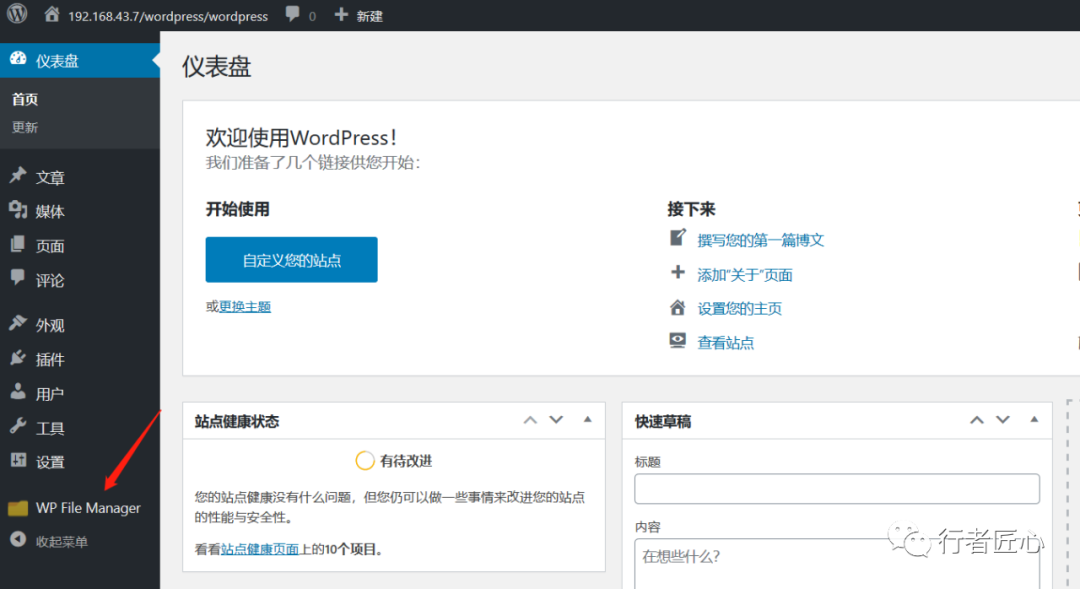 192.168.43.7/wordpress/wordpress 0 新建
仪表盘
首页
更新
文章
媒体
页面
评论
外观
插件
用户
工具
设置
WP File Manager
收起菜单
仪表盘
欢迎使用WordPress!
我们准备了几个链接供您开始：
开始使用
自定义您的站点
或更换主题
接下来
撰写您的第一篇博文
添加“关于”页面
设置您的主页
查看站点
站点健康状态
有待改进
您的站点健康没有什么问题，但您仍可以做一些事情来改进您的站点
的性能与安全性。
看看站点健康页面上的10个项目。
快速草稿
标题
内容
在想些什么?
行者匠心